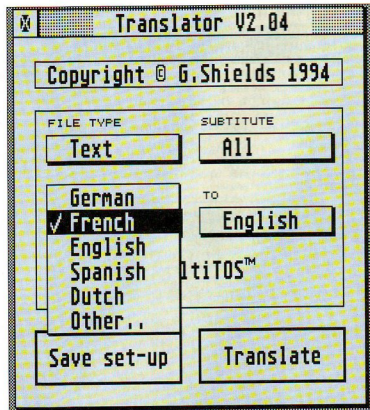 Translator V2.04
Copyright © G.Shields 1994
FILE TYPE
SUBTITUTE
Text
All
German
✓ French
English
Spanish
Dutch
Other..
TO
English
ltiTOS™
Save set-up
Translate